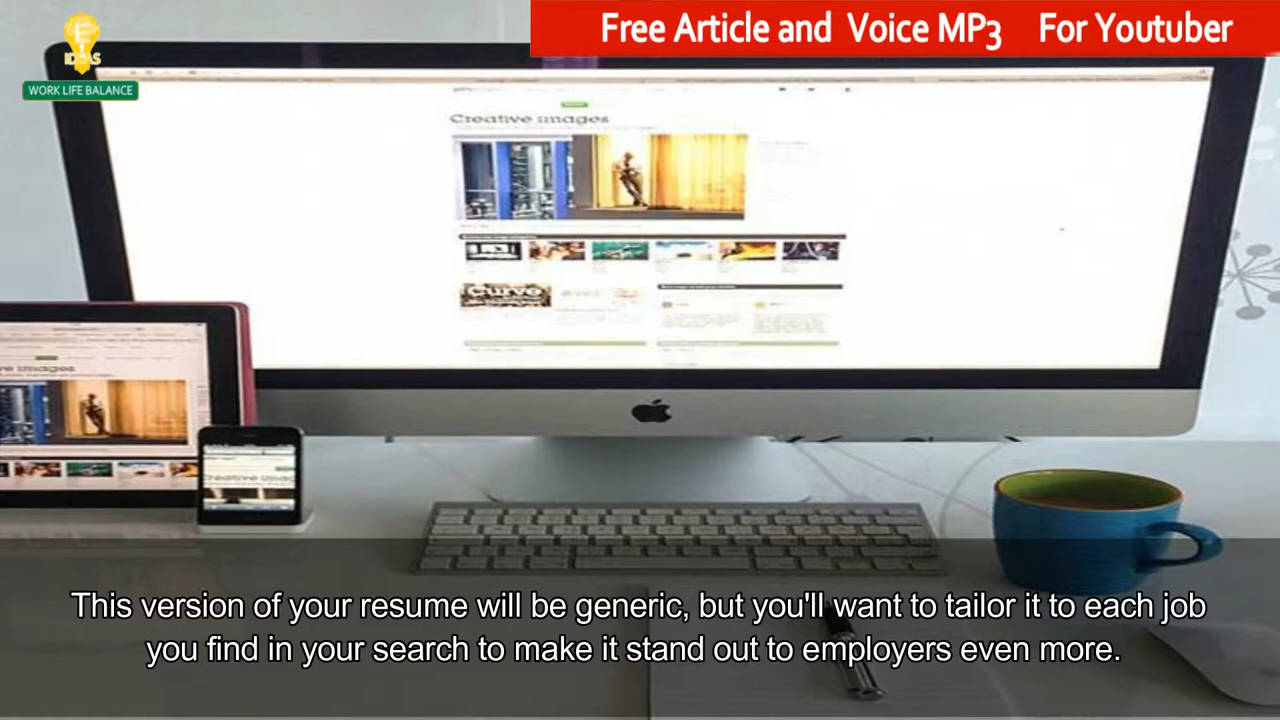 Free Article and Voice MP3 For Youtuber
IDEAS
WORK LIFE BALANCE
Creative images
Curve
This version of your resume will be generic, but you'll want to tailor it to each job
you find in your search to make it stand out to employers even more.